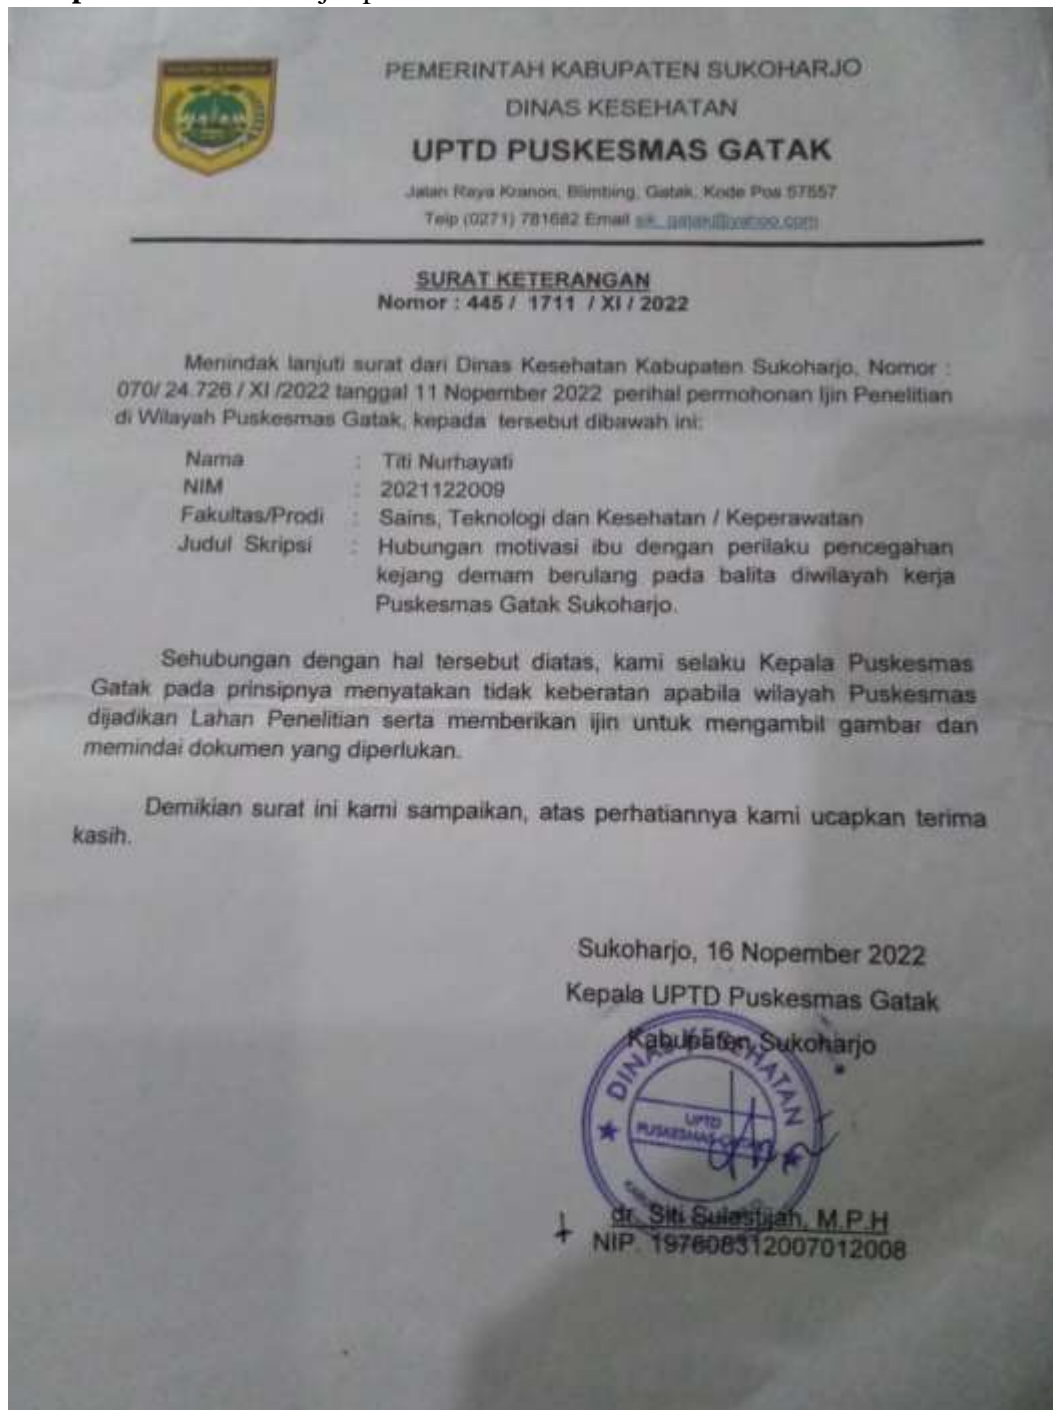 PEMERINTAH KABUPATEN SUKOHARJO
DINAS KESEHATAN
UPTD PUSKESMAS GATAK
Jalan Raya Kranon, Blimbing, Gatak, Kode Pos 57557
Telp (0271) 781682 Email
SURAT KETERANGAN
Nomor : 445 / 1711 / XI / 2022
Menindak lanjuti surat dari Dinas Kesehatan Kabupaten Sukoharjo, Nomor :
070/ 24.726 / XI /2022 tanggal 11 Nopember 2022 perihal permohonan Ijin Penelitian
di Wilayah Puskesmas Gatak, kepada tersebut dibawah ini:
Nama : Titi Nurhayati
NIM : 2021122009
Fakultas/Prodi : Sains, Teknologi dan Kesehatan / Keperawatan
Judul Skripsi : Hubungan motivasi ibu dengan perilaku pencegahan
kejang demam berulang pada balita diwilayah kerja
Puskesmas Gatak Sukoharjo.
Sehubungan dengan hal tersebut diatas, kami selaku Kepala Puskesmas
Gatak pada prinsipnya menyatakan tidak keberatan apabila wilayah Puskesmas
dijadikan Lahan Penelitian serta memberikan ijin untuk mengambil gambar dan
memindai dokumen yang diperlukan.
Demikian surat ini kami sampaikan, atas perhatiannya kami ucapkan terima
kasih.
Sukoharjo, 16 Nopember 2022
Kepala UPTD Puskesmas Gatak
Kabupaten Sukoharjo
DINAS KESEHATAN
UPTD
PUSKESMAS GATAK
dr. Siti Sulastijah, M.P.H
NIP. 197608312007012008